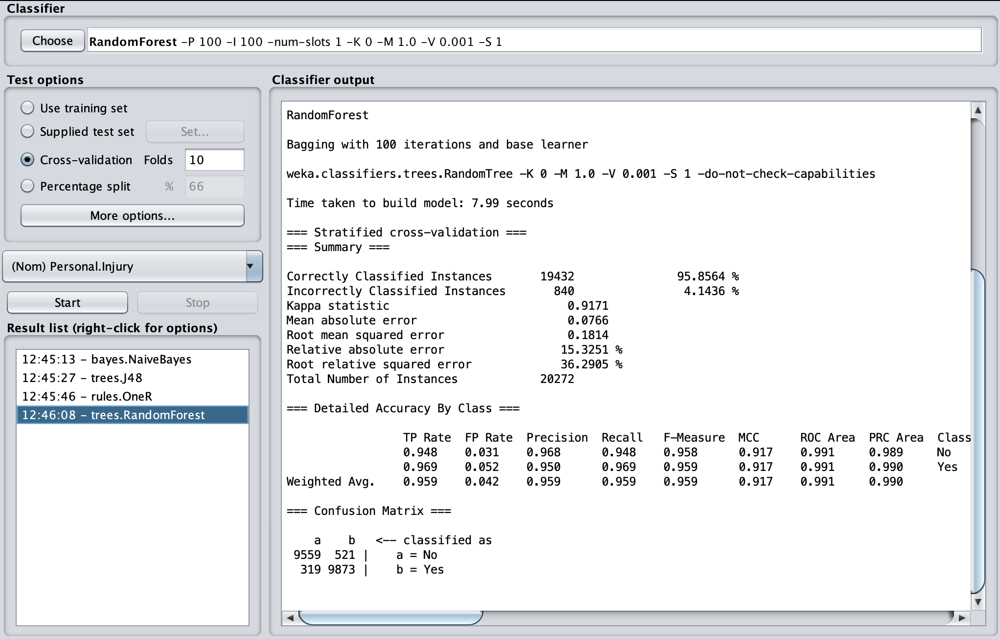 Classifier
Choose RandomForest -P 100 -I 100 -num-slots 1 -K 0 -M 1.0 -V 0.001 -S 1
Test options
Use training set
Supplied test set Set...
Cross-validation Folds 10
Percentage split % 66
More options...
(Nom) Personal.Injury
Start Stop
Result list (right-click for options)
12:45:13 - bayes.NaiveBayes
12:45:27 - trees.J48
12:45:46 - rules.OneR
12:46:08 - trees.RandomForest
Classifier output
RandomForest
Bagging with 100 iterations and base learner
weka.classifiers.trees.RandomTree -K 0 -M 1.0 -V 0.001 -S 1 -do-not-check-capabilities
Time taken to build model: 7.99 seconds
=== Stratified cross-validation ===
=== Summary ===
Correctly Classified Instances 19432 95.8564 %
Incorrectly Classified Instances 840 4.1436 %
Kappa statistic 0.9171
Mean absolute error 0.0766
Root mean squared error 0.1814
Relative absolute error 15.3251 %
Root relative squared error 36.2905 %
Total Number of Instances 20272
=== Detailed Accuracy By Class ===
TP Rate FP Rate Precision Recall F-Measure MCC ROC Area PRC Area Class
0.948 0.031 0.968 0.948 0.958 0.917 0.991 0.989 No
0.969 0.052 0.950 0.969 0.959 0.917 0.991 0.990 Yes
Weighted Avg. 0.959 0.042 0.959 0.959 0.959 0.917 0.991 0.990
=== Confusion Matrix ===
a b <-- classified as
9559 521 | a = No
319 9873 | b = Yes